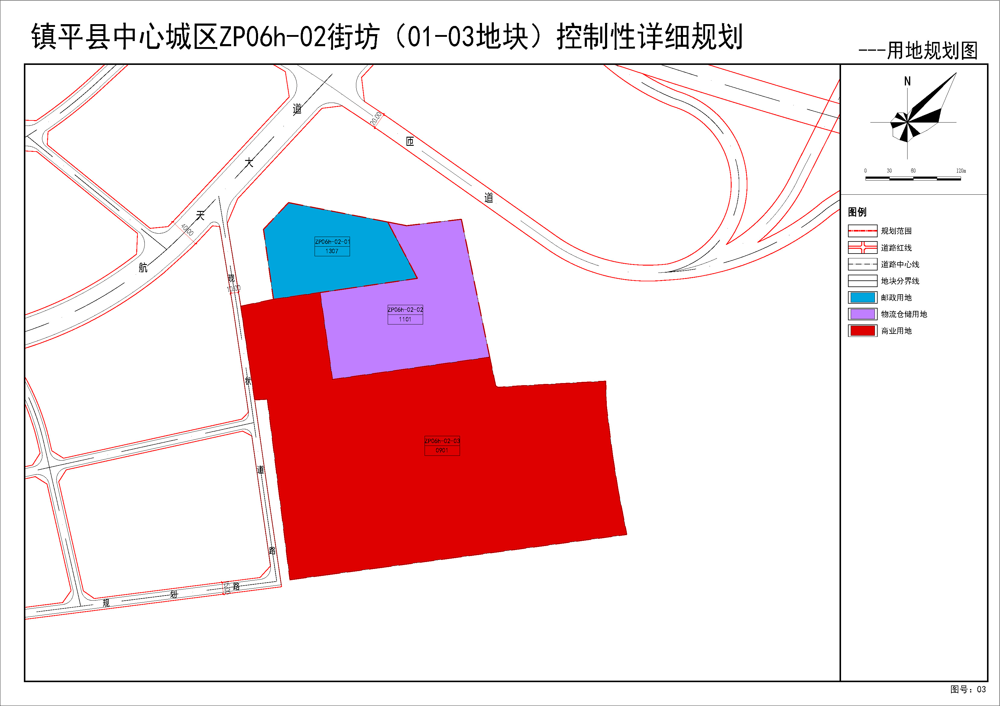 镇平县中心城区ZP06h-02街坊（01-03地块）控制性详细规划
---用地规划图
N
0 30 60 120m
图例
规划范围
道路红线
道路中心线
地块分界线
邮政用地
物流仓储用地
商业用地
航天大道
40.00
匝道
20.00
现状道路
10.00
规划路
15.00
ZP06h-02-01
1307
ZP06h-02-02
1101
ZP06h-02-03
0901
图号：03